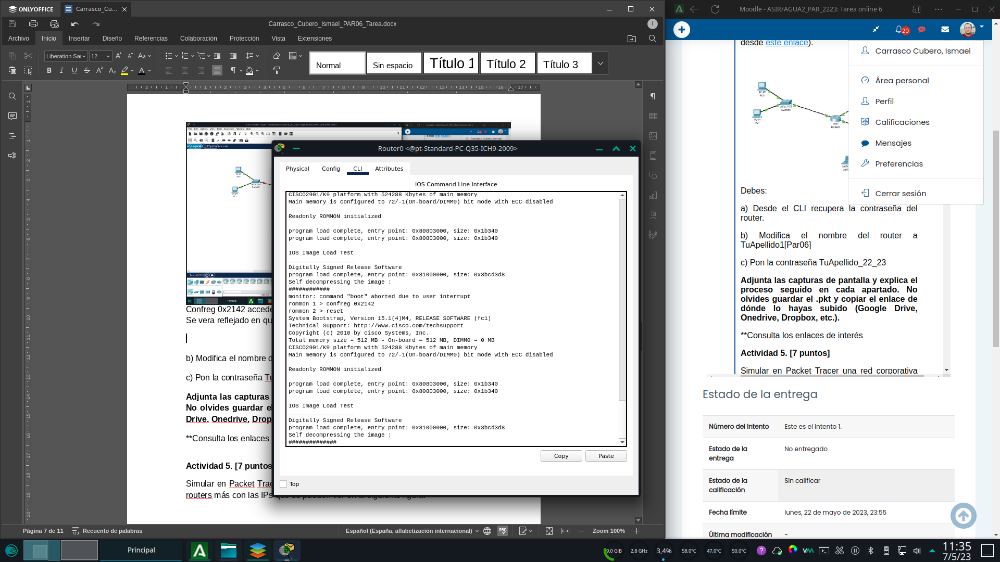 ONLYOFFICE
Carrasco_Cu...
Carrasco_Cubero_Ismael_PAR06_Tarea.docx
I
Archivo Inicio Insertar Diseño Referencias Colaboración Protección Vista Extensiones
Liberation Sa 12
Normal
Sin espacio
Título 1
Título 2
Título 3
Confreg 0x2142 accede
Se vera reflejado en qu
b) Modifica el nombre d
c) Pon la contraseña Tu
Adjunta las capturas
No olvides guardar e
Drive, Onedrive, Drop
**Consulta los enlaces
Actividad 5. [7 puntos
Simular en Packet Trac
routers más con las IPs que se pueden ver en la siguiente figura:
Página 7 de 11
Recuento de palabras
Español (España, alfabetización internacional)
Zoom 100%
Router0 <@pt-Standard-PC-Q35-ICH9-2009>
Physical Config CLI Attributes
IOS Command Line Interface
CISCO2901/K9 platform with 524288 Kbytes of main memory
Main memory is configured to 72/-1(On-board/DIMM0) bit mode with ECC disabled
Readonly ROMMON initialized
program load complete, entry point: 0x80803000, size: 0x1b340
program load complete, entry point: 0x80803000, size: 0x1b340
IOS Image Load Test
___________________
Digitally Signed Release Software
program load complete, entry point: 0x81000000, size: 0x3bcd3d8
Self decompressing the image :
############
monitor: command "boot" aborted due to user interrupt
rommon 1 > confreg 0x2142
rommon 2 > reset
System Bootstrap, Version 15.1(4)M4, RELEASE SOFTWARE (fc1)
Technical Support: http://www.cisco.com/techsupport
Copyright (c) 2010 by cisco Systems, Inc.
Total memory size = 512 MB - On-board = 512 MB, DIMM0 = 0 MB
CISCO2901/K9 platform with 524288 Kbytes of main memory
Main memory is configured to 72/-1(On-board/DIMM0) bit mode with ECC disabled
Readonly ROMMON initialized
program load complete, entry point: 0x80803000, size: 0x1b340
program load complete, entry point: 0x80803000, size: 0x1b340
IOS Image Load Test
___________________
Digitally Signed Release Software
program load complete, entry point: 0x81000000, size: 0x3bcd3d8
Self decompressing the image :
##############
Copy
Paste
Top
Moodle - ASIR/AGUA2_PAR_2223: Tarea online 6
20
desde este enlace).
Carrasco Cubero, Ismael
Área personal
Perfil
Calificaciones
Mensajes
Preferencias
Cerrar sesión
PC-PT
PC0
2960-24TT
Switch0
PC-PT
PC1
2901
Router0
Debes:
a) Desde el CLI recupera la contraseña del
router.
b) Modifica el nombre del router a
TuApellido1[Par06]
c) Pon la contraseña TuApellido_22_23
Adjunta las capturas de pantalla y explica el
proceso seguido en cada apartado. No
olvides guardar el .pkt y copiar el enlace de
dónde lo hayas subido (Google Drive,
Onedrive, Dropbox, etc.).
**Consulta los enlaces de interés
Actividad 5. [7 puntos]
Simular en Packet Tracer una red corporativa
Estado de la entrega
Número del intento Este es el intento 1.
Estado de la entrega No entregado
Estado de la calificación Sin calificar
Fecha límite lunes, 22 de mayo de 2023, 23:55
Última modificación -
Principal
9,0 GiB 2,8 GHz 3,4% 58,0°C 47,0°C 50,0°C
11:35
7/5/23